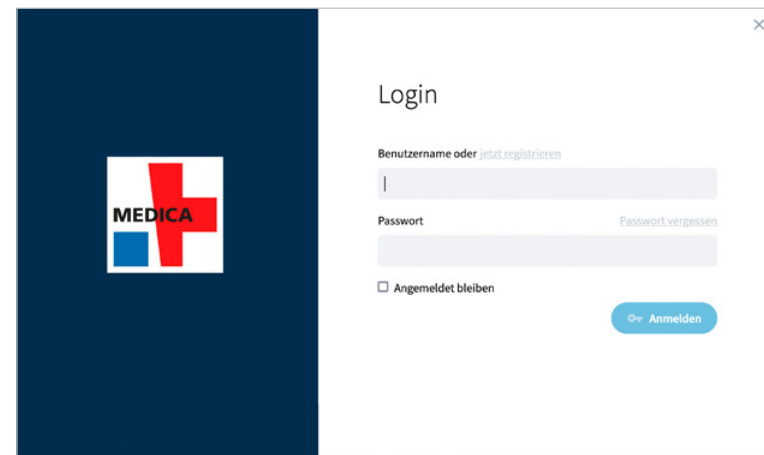 Login
Benutzername oder jetzt registrieren
MEDICA
Passwort Passwort vergessen
Angemeldet bleiben
Anmelden